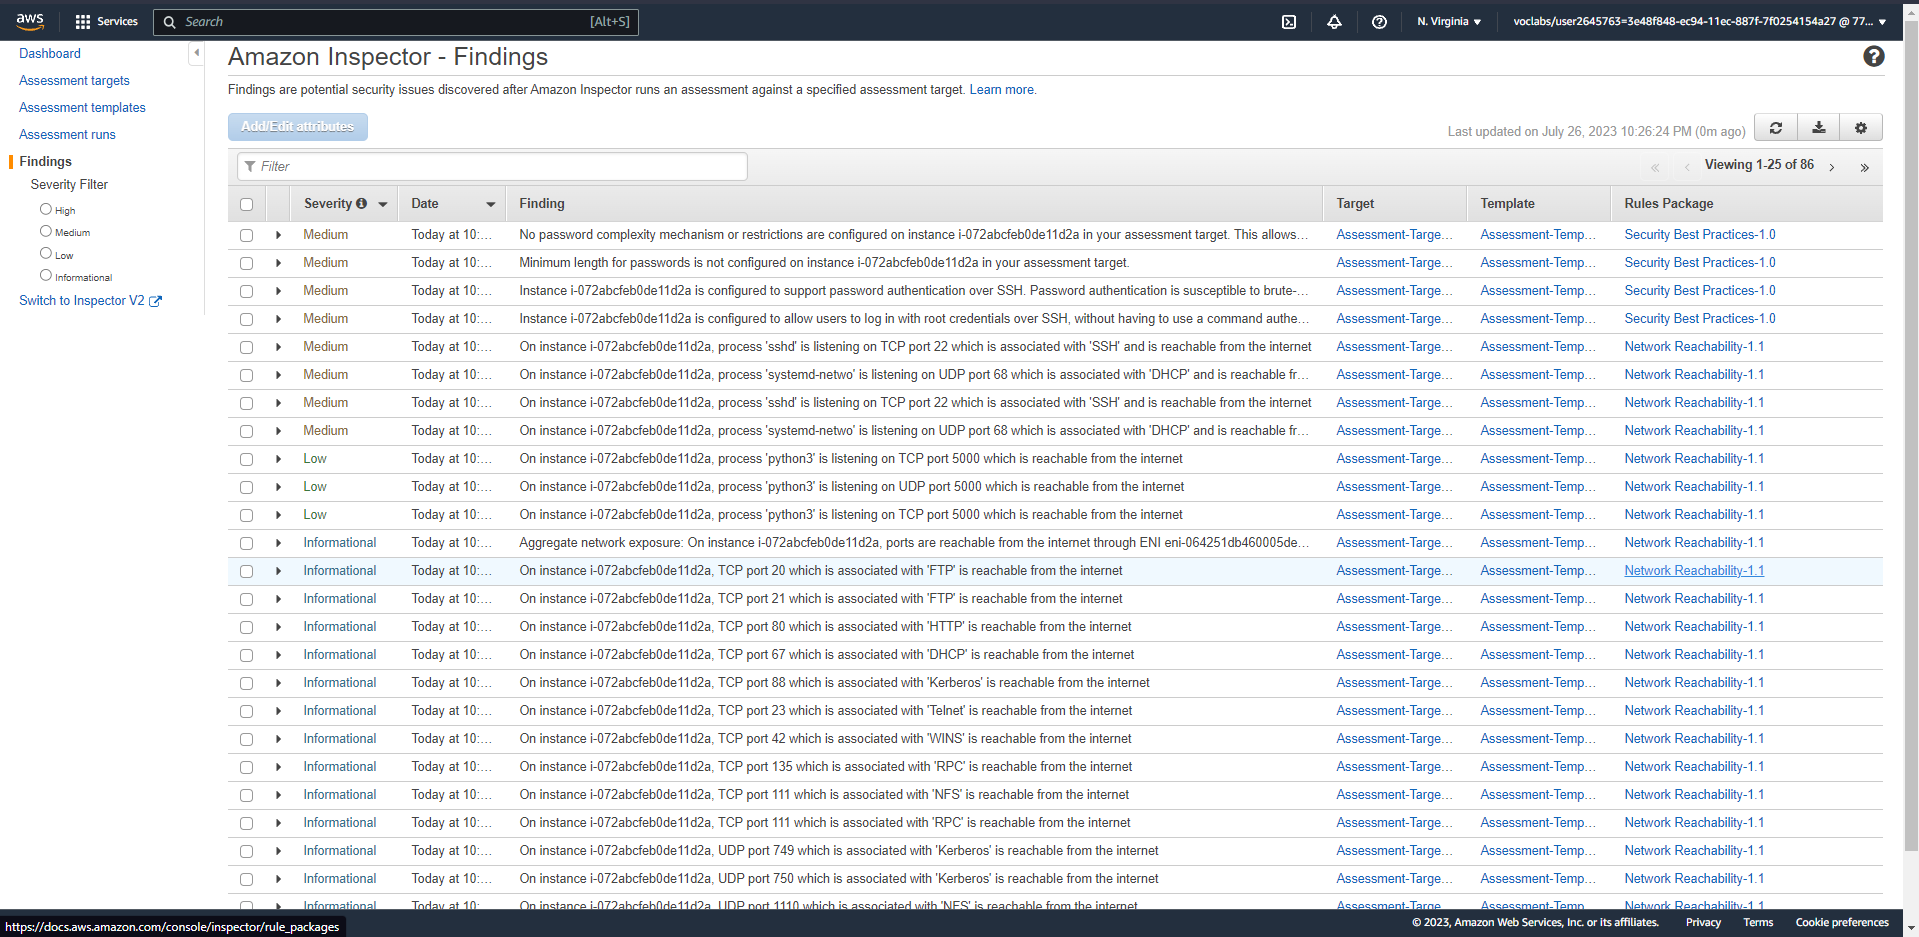 aws Services Search [Alt+S] N. Virginia voclabs/user2645763=3e48f848-ec94-11ec-887f-7f0254154a27 @ 77...
Dashboard
Assessment targets
Assessment templates
Assessment runs
Findings
Severity Filter
High
Medium
Low
Informational
Switch to Inspector V2
Amazon Inspector - Findings
Findings are potential security issues discovered after Amazon Inspector runs an assessment against a specified assessment target. Learn more.
Add/Edit attributes
Last updated on July 26, 2023 10:26:24 PM (0m ago)
Filter
Viewing 1-25 of 86
Severity Date Finding Target Template Rules Package
Medium Today at 10:... No password complexity mechanism or restrictions are configured on instance i-072abcfeb0de11d2a in your assessment target. This allows... Assessment-Targe... Assessment-Temp... Security Best Practices-1.0
Medium Today at 10:... Minimum length for passwords is not configured on instance i-072abcfeb0de11d2a in your assessment target. Assessment-Targe... Assessment-Temp... Security Best Practices-1.0
Medium Today at 10:... Instance i-072abcfeb0de11d2a is configured to support password authentication over SSH. Password authentication is susceptible to brute-... Assessment-Targe... Assessment-Temp... Security Best Practices-1.0
Medium Today at 10:... Instance i-072abcfeb0de11d2a is configured to allow users to log in with root credentials over SSH, without having to use a command authe... Assessment-Targe... Assessment-Temp... Security Best Practices-1.0
Medium Today at 10:... On instance i-072abcfeb0de11d2a, process 'sshd' is listening on TCP port 22 which is associated with 'SSH' and is reachable from the internet Assessment-Targe... Assessment-Temp... Network Reachability-1.1
Medium Today at 10:... On instance i-072abcfeb0de11d2a, process 'systemd-netwo' is listening on UDP port 68 which is associated with 'DHCP' and is reachable fr... Assessment-Targe... Assessment-Temp... Network Reachability-1.1
Medium Today at 10:... On instance i-072abcfeb0de11d2a, process 'sshd' is listening on TCP port 22 which is associated with 'SSH' and is reachable from the internet Assessment-Targe... Assessment-Temp... Network Reachability-1.1
Medium Today at 10:... On instance i-072abcfeb0de11d2a, process 'systemd-netwo' is listening on UDP port 68 which is associated with 'DHCP' and is reachable fr... Assessment-Targe... Assessment-Temp... Network Reachability-1.1
Low Today at 10:... On instance i-072abcfeb0de11d2a, process 'python3' is listening on TCP port 5000 which is reachable from the internet Assessment-Targe... Assessment-Temp... Network Reachability-1.1
Low Today at 10:... On instance i-072abcfeb0de11d2a, process 'python3' is listening on UDP port 5000 which is reachable from the internet Assessment-Targe... Assessment-Temp... Network Reachability-1.1
Low Today at 10:... On instance i-072abcfeb0de11d2a, process 'python3' is listening on TCP port 5000 which is reachable from the internet Assessment-Targe... Assessment-Temp... Network Reachability-1.1
Informational Today at 10:... Aggregate network exposure: On instance i-072abcfeb0de11d2a, ports are reachable from the internet through ENI eni-064251db460005de... Assessment-Targe... Assessment-Temp... Network Reachability-1.1
Informational Today at 10:... On instance i-072abcfeb0de11d2a, TCP port 20 which is associated with 'FTP' is reachable from the internet Assessment-Targe... Assessment-Temp... Network Reachability-1.1
Informational Today at 10:... On instance i-072abcfeb0de11d2a, TCP port 21 which is associated with 'FTP' is reachable from the internet Assessment-Targe... Assessment-Temp... Network Reachability-1.1
Informational Today at 10:... On instance i-072abcfeb0de11d2a, TCP port 80 which is associated with 'HTTP' is reachable from the internet Assessment-Targe... Assessment-Temp... Network Reachability-1.1
Informational Today at 10:... On instance i-072abcfeb0de11d2a, TCP port 67 which is associated with 'DHCP' is reachable from the internet Assessment-Targe... Assessment-Temp... Network Reachability-1.1
Informational Today at 10:... On instance i-072abcfeb0de11d2a, TCP port 88 which is associated with 'Kerberos' is reachable from the internet Assessment-Targe... Assessment-Temp... Network Reachability-1.1
Informational Today at 10:... On instance i-072abcfeb0de11d2a, TCP port 23 which is associated with 'Telnet' is reachable from the internet Assessment-Targe... Assessment-Temp... Network Reachability-1.1
Informational Today at 10:... On instance i-072abcfeb0de11d2a, TCP port 42 which is associated with 'WINS' is reachable from the internet Assessment-Targe... Assessment-Temp... Network Reachability-1.1
Informational Today at 10:... On instance i-072abcfeb0de11d2a, TCP port 135 which is associated with 'RPC' is reachable from the internet Assessment-Targe... Assessment-Temp... Network Reachability-1.1
Informational Today at 10:... On instance i-072abcfeb0de11d2a, TCP port 111 which is associated with 'NFS' is reachable from the internet Assessment-Targe... Assessment-Temp... Network Reachability-1.1
Informational Today at 10:... On instance i-072abcfeb0de11d2a, TCP port 111 which is associated with 'RPC' is reachable from the internet Assessment-Targe... Assessment-Temp... Network Reachability-1.1
Informational Today at 10:... On instance i-072abcfeb0de11d2a, UDP port 749 which is associated with 'Kerberos' is reachable from the internet Assessment-Targe... Assessment-Temp... Network Reachability-1.1
Informational Today at 10:... On instance i-072abcfeb0de11d2a, UDP port 750 which is associated with 'Kerberos' is reachable from the internet Assessment-Targe... Assessment-Temp... Network Reachability-1.1
Informational Today at 10:... On instance i-072abcfeb0de11d2a, UDP port 1110 which is associated with 'NFS' is reachable from the internet Assessment-Targe... Assessment-Temp... Network Reachability-1.1
https://docs.aws.amazon.com/console/inspector/rule_packages
© 2023, Amazon Web Services, Inc. or its affiliates. Privacy Terms Cookie preferences